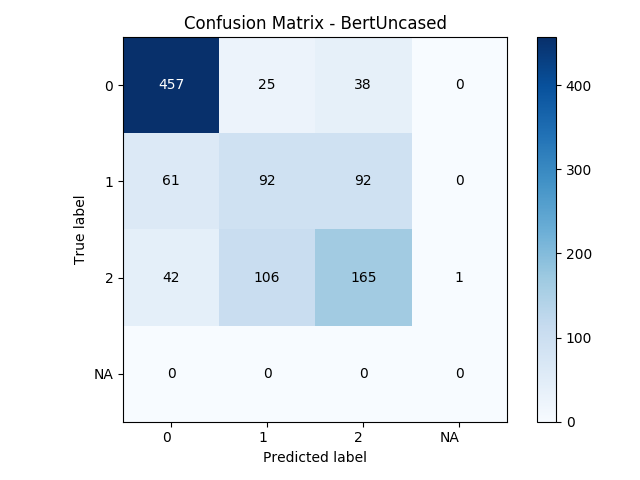 Confusion Matrix - BertUncased
0 457 25 38 0
1 61 92 92 0
2 42 106 165 1
NA 0 0 0 0
0 1 2 NA
Predicted label
True label
400
300
200
100
0